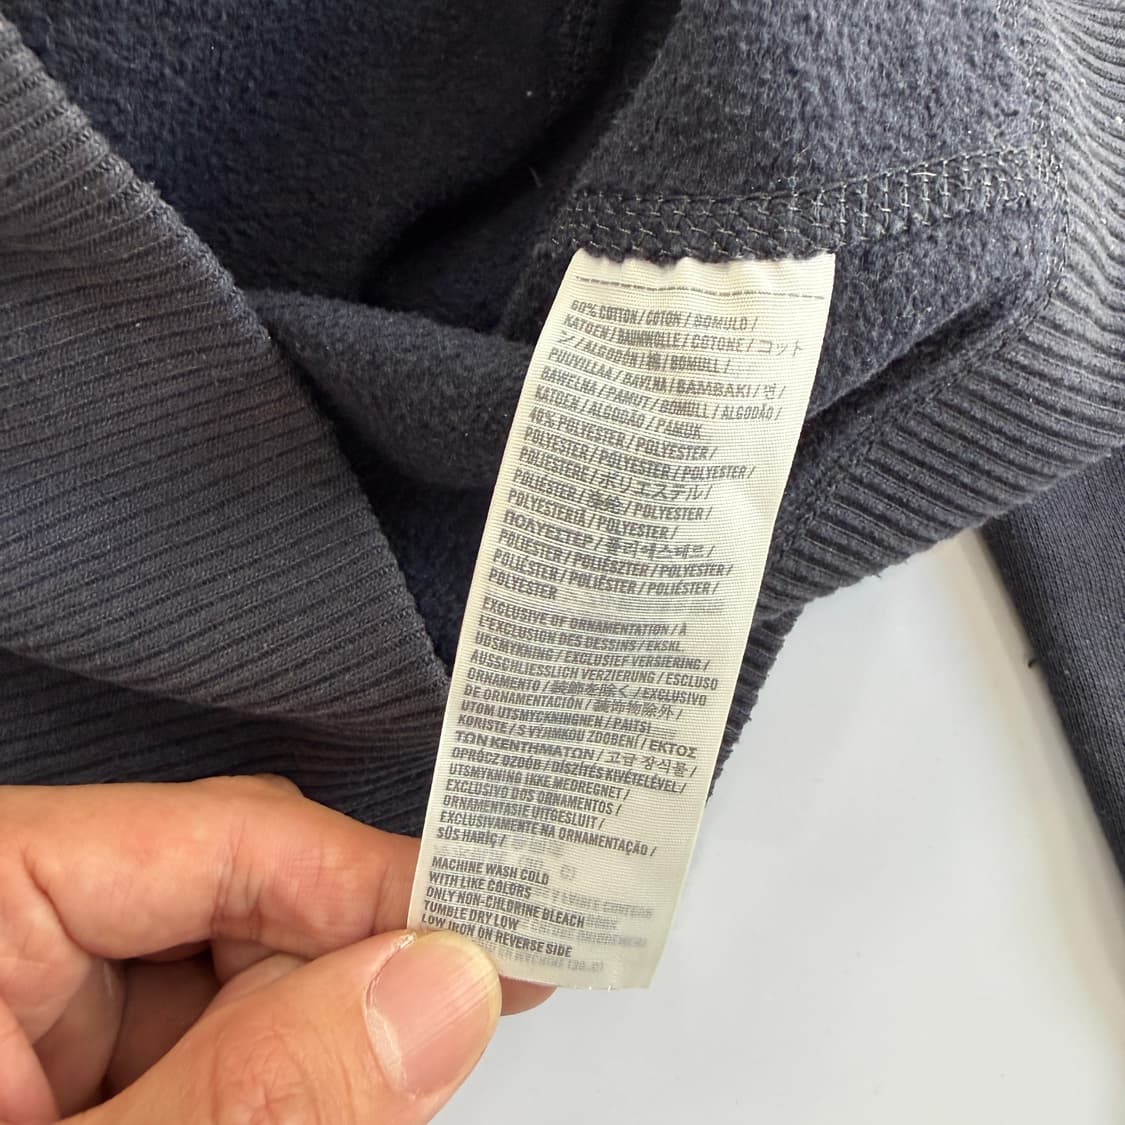 60% COTTON / COTON / BOMULD /
KATOEN / BAUMWOLLE / COTONE / コット
ン / ALGODÓN / 棉 / BOMULL /
PUUVILLAA / BAVLNA / BAMBAKI / 면 /
BAWEŁNA / PAMUT / BOMULL / ALGODÃO /
KATOEN / ALGODÃO / PAMUK
40% POLYESTER / POLYESTER /
POLYESTER / POLYESTER / POLYESTER /
POLIESTERE / ポリエステル /
POLIÉSTER / / POLYESTER /
POLYESTERIÄ / POLYESTER /
ΠΟΛΥΕΣΤΕΡ / 폴리에스테르 /
POLIESTER / POLIÉSZTER / POLYESTER /
POLIÉSTER / POLIÉSTER / POLIÉSTER /
POLYESTER
EXCLUSIVE OF ORNAMENTATION / À
L'EXCLUSION DES DESSINS / EKSKL
UDSMYKNING / EXCLUSIEF VERSIERING /
AUSSCHLIESSLICH VERZIERUNG / ESCLUSO
ORNAMENTO / 装飾を除く / EXCLUSIVO
DE ORNAMENTACIÓN / 装饰物除外 /
UTOM UTSMYCKNINGNEN / PAITSI
KORISTE / S VÝJIMKOU ZDOBENÍ / ΕΚΤΟΣ
ΤΩΝ ΚΕΝΤΗΜΑΤΩΝ / 고급 장식물 /
OPRÓCZ OZDÓB / DÍSZÍTÉS KIVÉTELÉVEL /
UTSMYKNING IKKE MEDREGNET /
EXCLUSIVO DOS ORNAMENTOS /
ORNAMENTASIE UITGESLUIT /
EXCLUSIVAMENTE NA ORNAMENTAÇÃO /
SÜS HARİÇ /
MACHINE WASH COLD
WITH LIKE COLORS
ONLY NON-CHLORINE BLEACH
TUMBLE DRY LOW
LOW IRON ON REVERSE SIDE